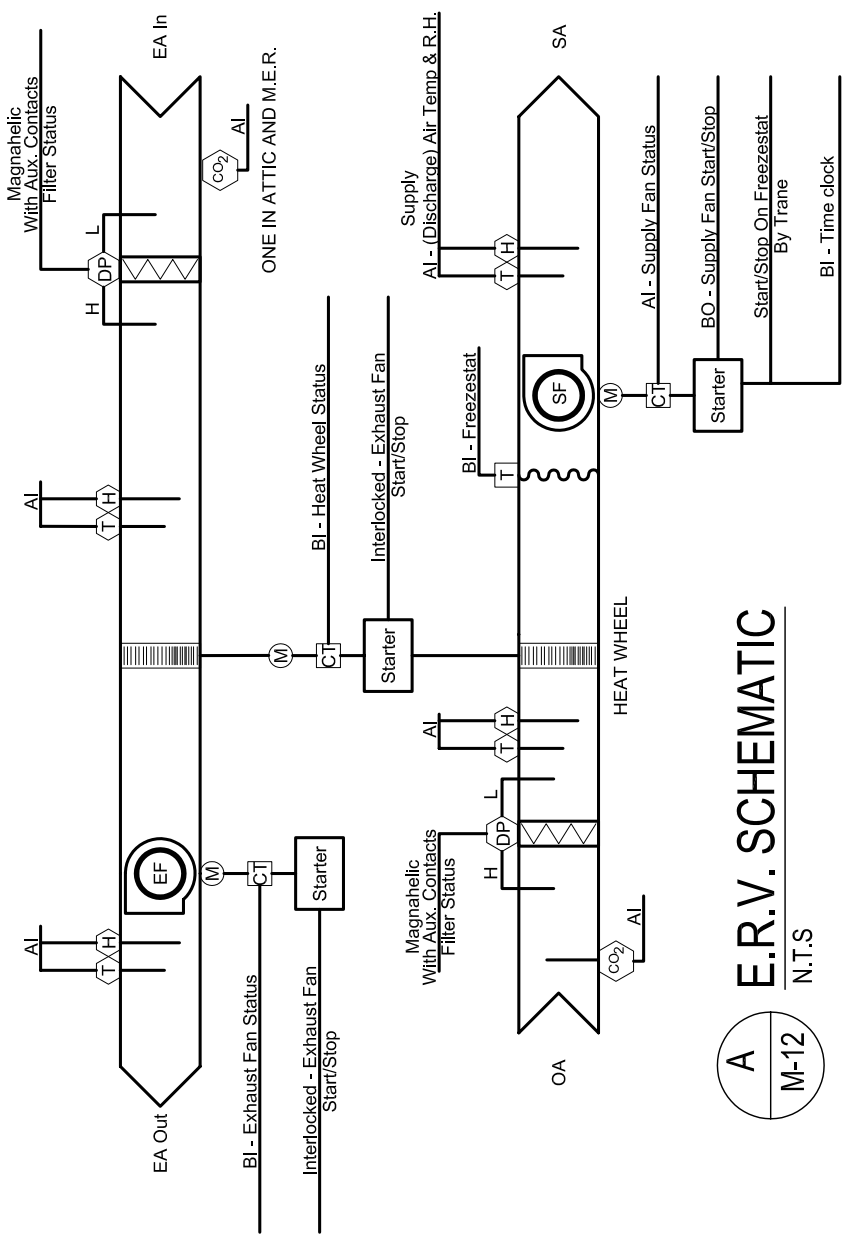 EA Out
AI
T
H
EF
M
CT
Starter
BI - Exhaust Fan Status
Interlocked - Exhaust Fan
Start/Stop
AI
T
H
Magnahelic
With Aux. Contacts
Filter Status
H
DP
L
EA In
CO2
AI
ONE IN ATTIC AND M.E.R.
M
CT
Starter
BI - Heat Wheel Status
Interlocked - Exhaust Fan
Start/Stop
OA
CO2
AI
Magnahelic
With Aux. Contacts
Filter Status
H
DP
L
AI
T
H
HEAT WHEEL
BI - Freezestat
T
SF
M
CT
Starter
Supply
AI - (Discharge) Air Temp & R.H.
T
H
SA
AI - Supply Fan Status
BO - Supply Fan Start/Stop
Start/Stop On Freezestat
By Trane
BI - Time clock
A
M-12
E.R.V. SCHEMATIC
N.T.S